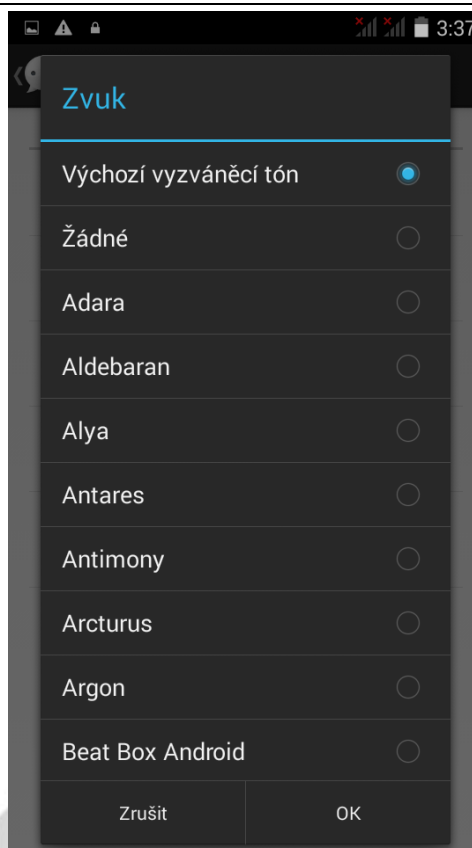 3:37
Zvuk
Výchozí vyzváněcí tón
Žádné
Adara
Aldebaran
Alya
Antares
Antimony
Arcturus
Argon
Beat Box Android
Zrušit
OK